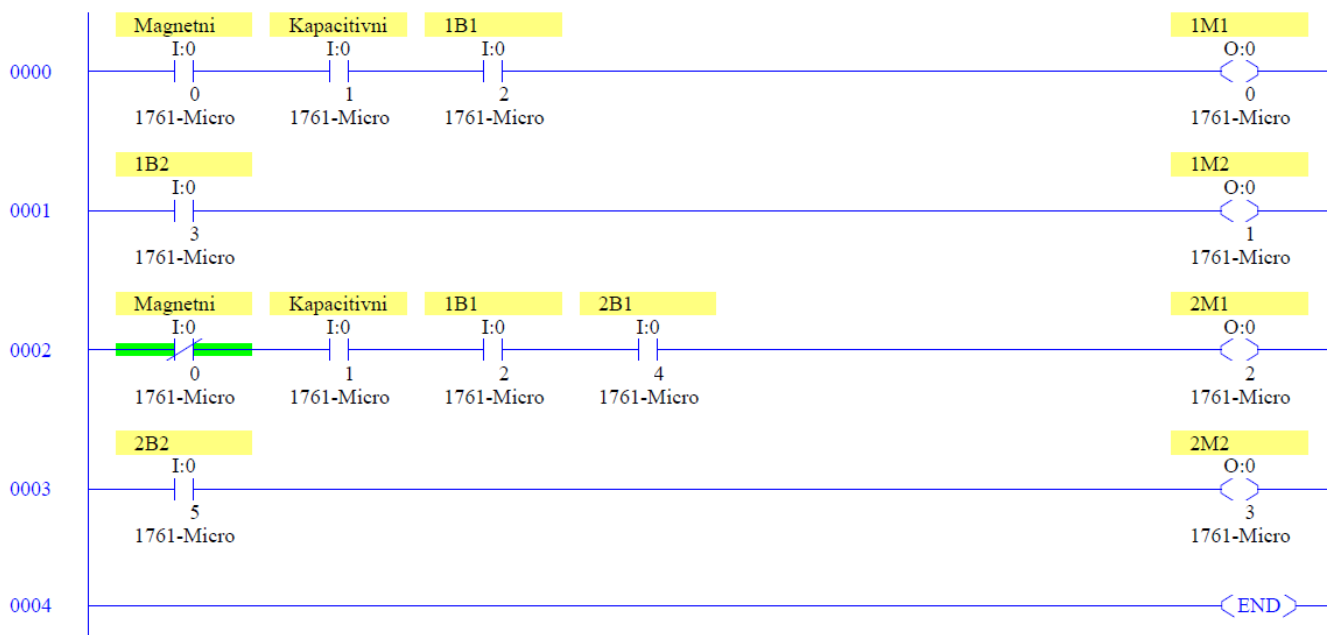 Magnetni Kapacitivni 1B1 1M1
I:0 I:0 I:0 O:0
0000
0 1 2 0
1761-Micro 1761-Micro 1761-Micro 1761-Micro
1B2 1M2
I:0 O:0
0001
3 1
1761-Micro 1761-Micro
Magnetni Kapacitivni 1B1 2B1 2M1
I:0 I:0 I:0 I:0 O:0
0002
0 1 2 4 2
1761-Micro 1761-Micro 1761-Micro 1761-Micro 1761-Micro
2B2 2M2
I:0 O:0
0003
5 3
1761-Micro 1761-Micro
0004 END